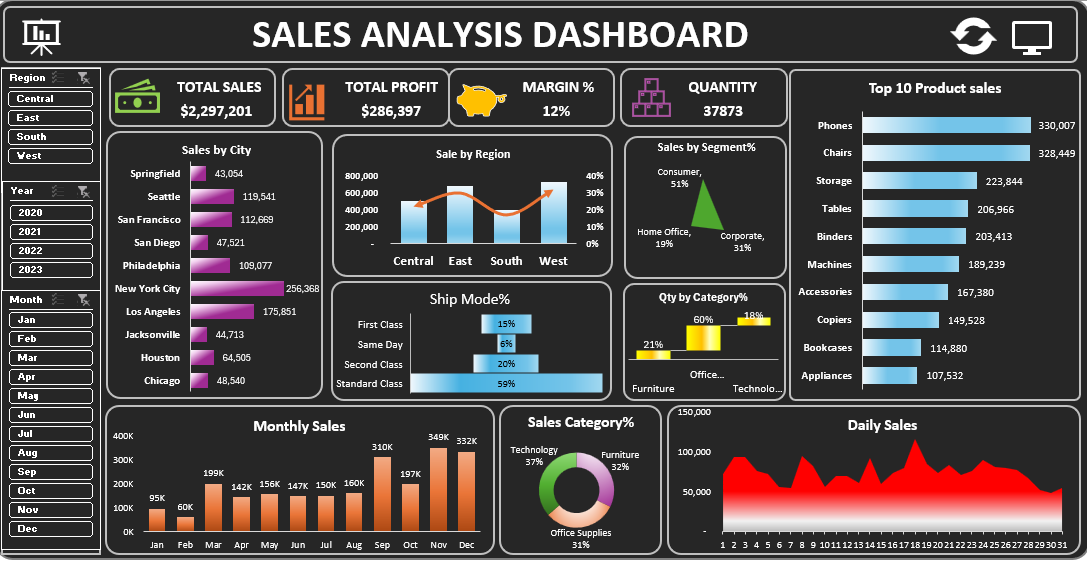 SALES ANALYSIS DASHBOARD
Region
Central
East
South
West
Year
2020
2021
2022
2023
Month
Jan
Feb
Mar
Apr
May
Jun
Jul
Aug
Sep
Oct
Nov
Dec
TOTAL SALES
$2,297,201
TOTAL PROFIT
$286,397
MARGIN %
12%
QUANTITY
37873
Sales by City
Springfield 43,054
Seattle 119,541
San Francisco 112,669
San Diego 47,521
Philadelphia 109,077
New York City 256,368
Los Angeles 175,851
Jacksonville 44,713
Houston 64,505
Chicago 48,540
Sale by Region
800,000 40%
600,000 30%
400,000 20%
200,000 10%
- 0%
Central East South West
Ship Mode%
First Class 15%
Same Day 6%
Second Class 20%
Standard Class 59%
Sales by Segment%
Consumer,
51%
Home Office,
19%
Corporate,
31%
Qty by Category%
21% 60% 18%
Furniture Office... Technolo...
Top 10 Product sales
Phones 330,007
Chairs 328,449
Storage 223,844
Tables 206,966
Binders 203,413
Machines 189,239
Accessories 167,380
Copiers 149,528
Bookcases 114,880
Appliances 107,532
Monthly Sales
400K
300K
200K
100K
0K
95K 60K 199K 142K 156K 147K 150K 160K 310K 197K 349K 332K
Jan Feb Mar Apr May Jun Jul Aug Sep Oct Nov Dec
Sales Category%
Technology
37%
Furniture
32%
Office Supplies
31%
Daily Sales
150,000
100,000
50,000
-
1 2 3 4 5 6 7 8 9 10 11 12 13 14 15 16 17 18 19 20 21 22 23 24 25 26 27 28 29 30 31